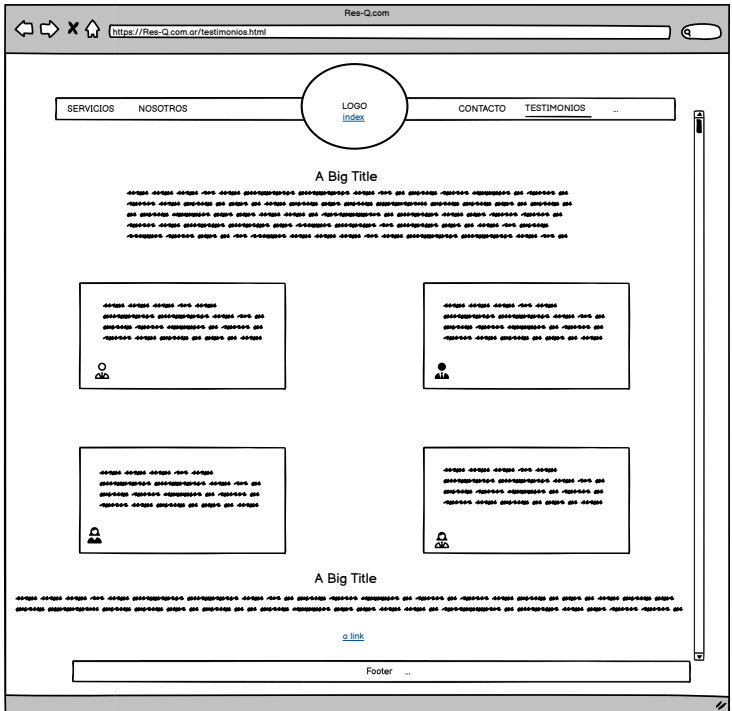 Res-Q.com
https://Res-Q.com.ar/testimonios.html
SERVICIOS NOSOTROS LOGO CONTACTO TESTIMONIOS ...
index
A Big Title
A Big Title
a link
Footer ...